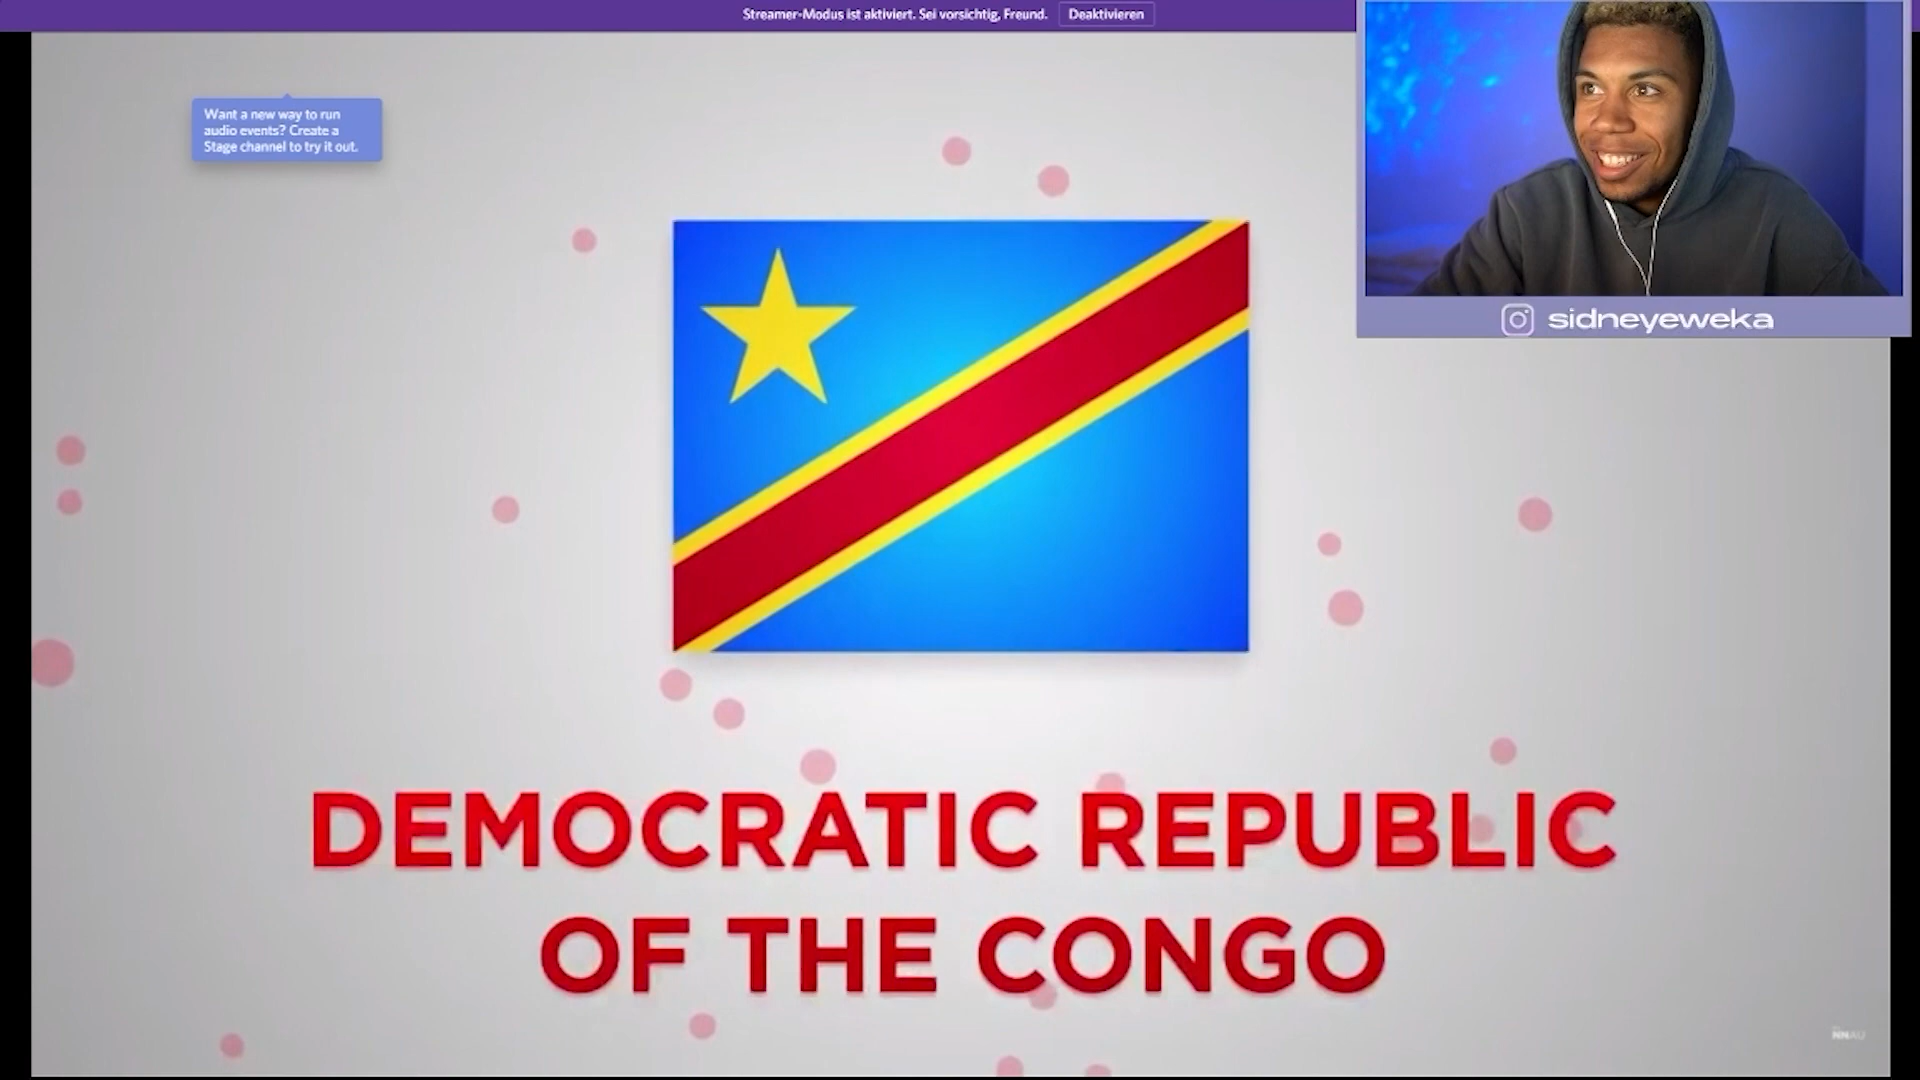 Streamer-Modus ist aktiviert. Sei vorsichtig, Freund. Deaktivieren
Want a new way to run
audio events? Create a
Stage channel to try it out.
sidneyeweka
DEMOCRATIC REPUBLIC
OF THE CONGO